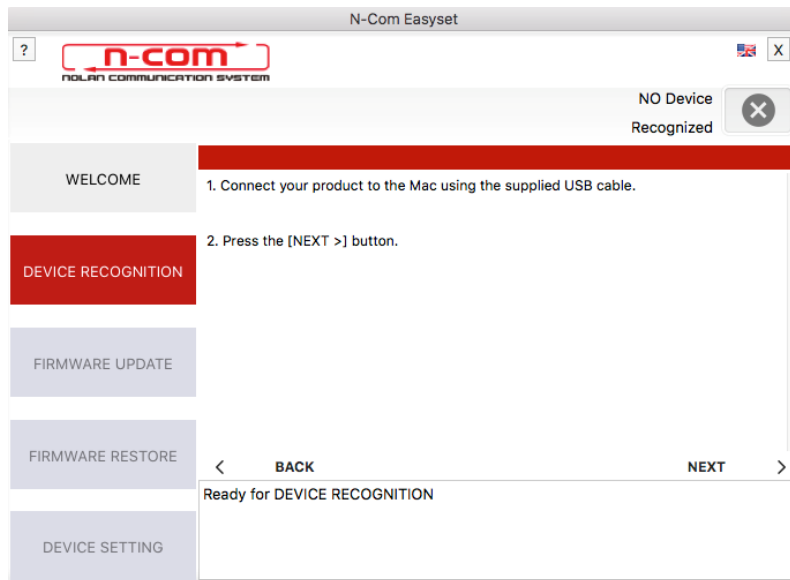 N-Com Easyset
?
n-com
NOLAN COMMUNICATION SYSTEM
X
NO Device
Recognized
WELCOME
1. Connect your product to the Mac using the supplied USB cable.
2. Press the [NEXT >] button.
DEVICE RECOGNITION
FIRMWARE UPDATE
FIRMWARE RESTORE
< BACK NEXT >
Ready for DEVICE RECOGNITION
DEVICE SETTING